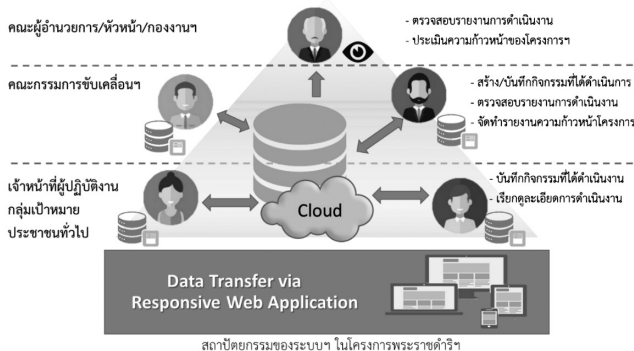 คณะผู้อำนวยการ/หัวหน้า/กองงานฯ
- ตรวจสอบรายงานการดำเนินงาน
- ประเมินความก้าวหน้าของโครงการฯ
คณะกรรมการขับเคลื่อนฯ
- สร้าง/บันทึกกิจกรรมที่ได้ดำเนินการ
- ตรวจสอบรายงานการดำเนินงาน
- จัดทำรายงานความก้าวหน้าโครงการ
เจ้าหน้าที่ผู้ปฏิบัติงาน
กลุ่มเป้าหมาย
ประชาชนทั่วไป
- บันทึกกิจกรรมที่ได้ดำเนินงาน
- เรียกดูละเอียดการดำเนินงาน
Cloud
Data Transfer via
Responsive Web Application
สถาปัตยกรรมของระบบฯ ในโครงการพระราชดำริฯ